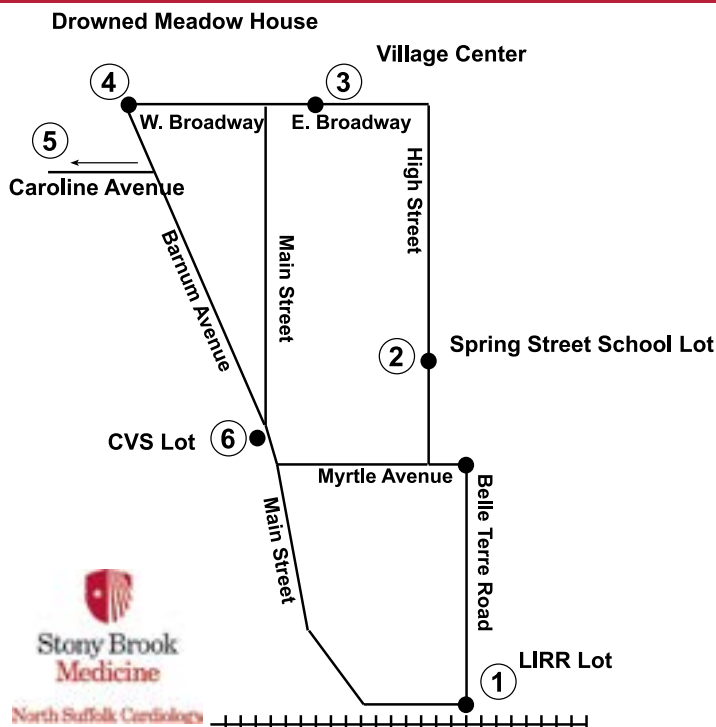 Drowned Meadow House
Village Center
4
3
W. Broadway
E. Broadway
5
Caroline Avenue
High Street
Barnum Avenue
Main Street
2
Spring Street School Lot
CVS Lot
6
Myrtle Avenue
Belle Terre Road
Main Street
Stony Brook
Medicine
LIRR Lot
1
North Suffolk Cardiology